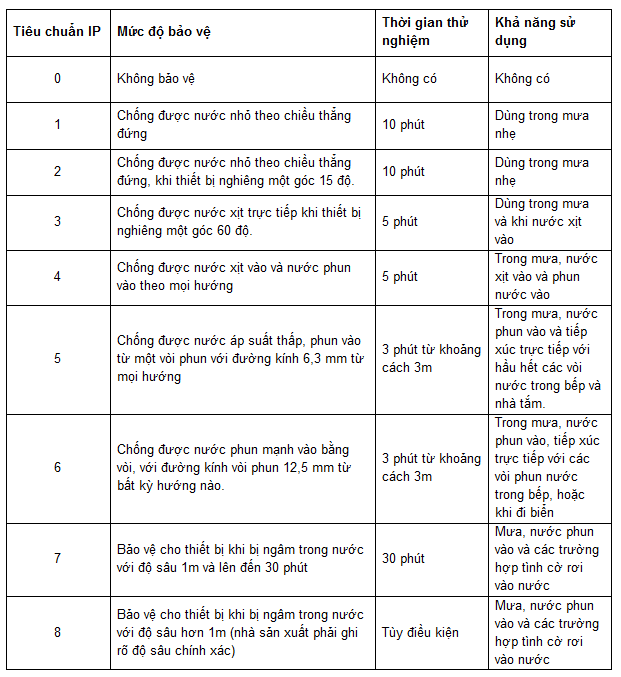 Tiêu chuẩn IP
Mức độ bảo vệ
Thời gian thử
nghiệm
Khả năng sử
dụng
0
Không bảo vệ
Không có
Không có
1
Chống được nước nhỏ theo chiều thẳng
đứng
10 phút
Dùng trong mưa
nhẹ
2
Chống được nước nhỏ theo chiều thẳng
đứng, khi thiết bị nghiêng một góc 15 độ.
10 phút
Dùng trong mưa
nhẹ
3
Chống được nước xịt trực tiếp khi thiết bị
nghiêng một góc 60 độ.
5 phút
Dùng trong mưa
và khi nước xịt
vào
4
Chống được nước xịt vào và nước phun
vào theo mọi hướng
5 phút
Trong mưa, nước
xịt vào và phun
nước vào
5
Chống được nước áp suất thấp, phun vào
từ một vòi phun với đường kính 6,3 mm từ
mọi hướng
3 phút từ khoảng
cách 3m
Trong mưa, nước
phun vào và tiếp
xúc trực tiếp với
hầu hết các vòi
nước trong bếp và
nhà tắm.
6
Chống được nước phun mạnh vào bằng
vòi, với đường kính vòi phun 12,5 mm từ
bất kỳ hướng nào.
3 phút từ khoảng
cách 3m
Trong mưa, nước
phun vào, tiếp xúc
trực tiếp với các
vòi phun nước
trong bếp, hoặc
khi đi biển
7
Bảo vệ cho thiết bị khi bị ngâm trong nước
với độ sâu 1m và lên đến 30 phút
30 phút
Mưa, nước phun
vào và các trường
hợp tình cờ rơi
vào nước
8
Bảo vệ cho thiết bị khi bị ngâm trong nước
với độ sâu hơn 1m (nhà sản xuất phải ghi
rõ độ sâu chính xác)
Tùy điều kiện
Mưa, nước phun
vào và các trường
hợp tình cờ rơi
vào nước